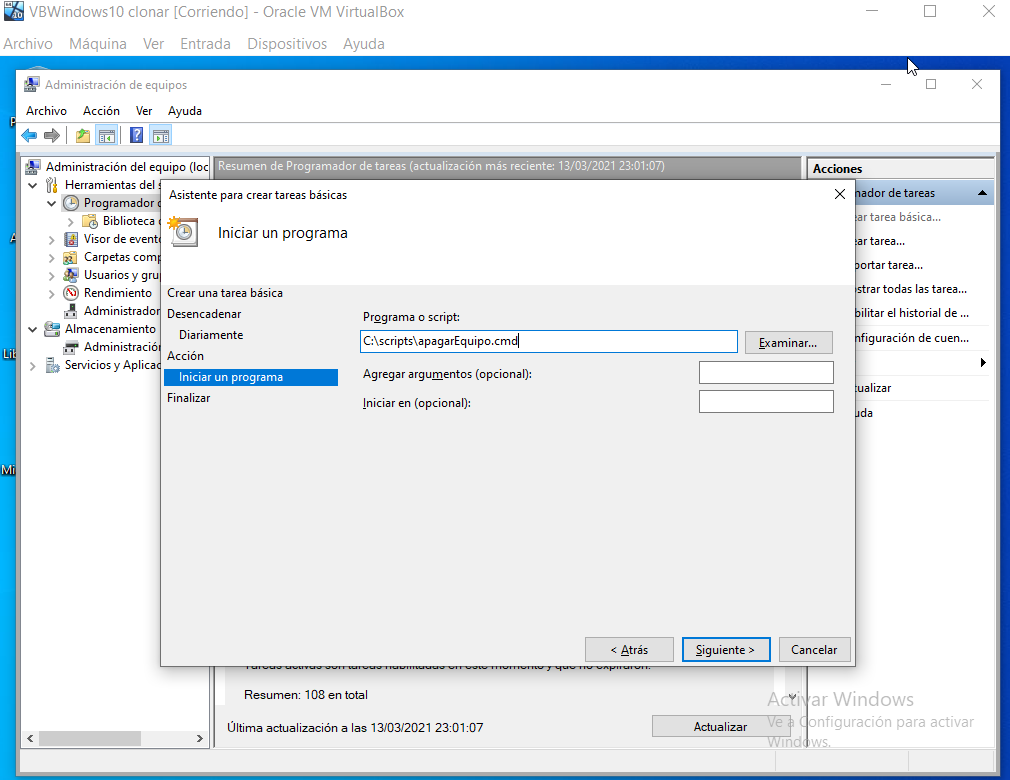 VBWindows10 clonar [Corriendo] - Oracle VM VirtualBox
Archivo Máquina Ver Entrada Dispositivos Ayuda
Administración de equipos
Archivo Acción Ver Ayuda
Administración del equipo (loc
Herramientas del s
Programador
Biblioteca
Visor de evento
Carpetas comp
Usuarios y gru
Rendimiento
Administrador
Almacenamiento
Administración
Servicios y Aplicac
Resumen de Programador de tareas (actualización más reciente: 13/03/2021 23:01:07)
Asistente para crear tareas básicas
Iniciar un programa
Crear una tarea básica
Desencadenar
Diariamente
Acción
Iniciar un programa
Finalizar
Programa o script:
C:\scripts\apagarEquipo.cmd
Examinar...
Agregar argumentos (opcional):
Iniciar en (opcional):
< Atrás
Siguiente >
Cancelar
Resumen: 108 en total
Última actualización a las 13/03/2021 23:01:07
Actualizar
Acciones
mador de tareas
ear tarea básica...
ear tarea...
portar tarea...
ostrar todas las tarea...
bilitar el historial de ...
nfiguración de cuen...
tualizar
uda
Activar Windows
Ve a Configuración para activar
Windows.